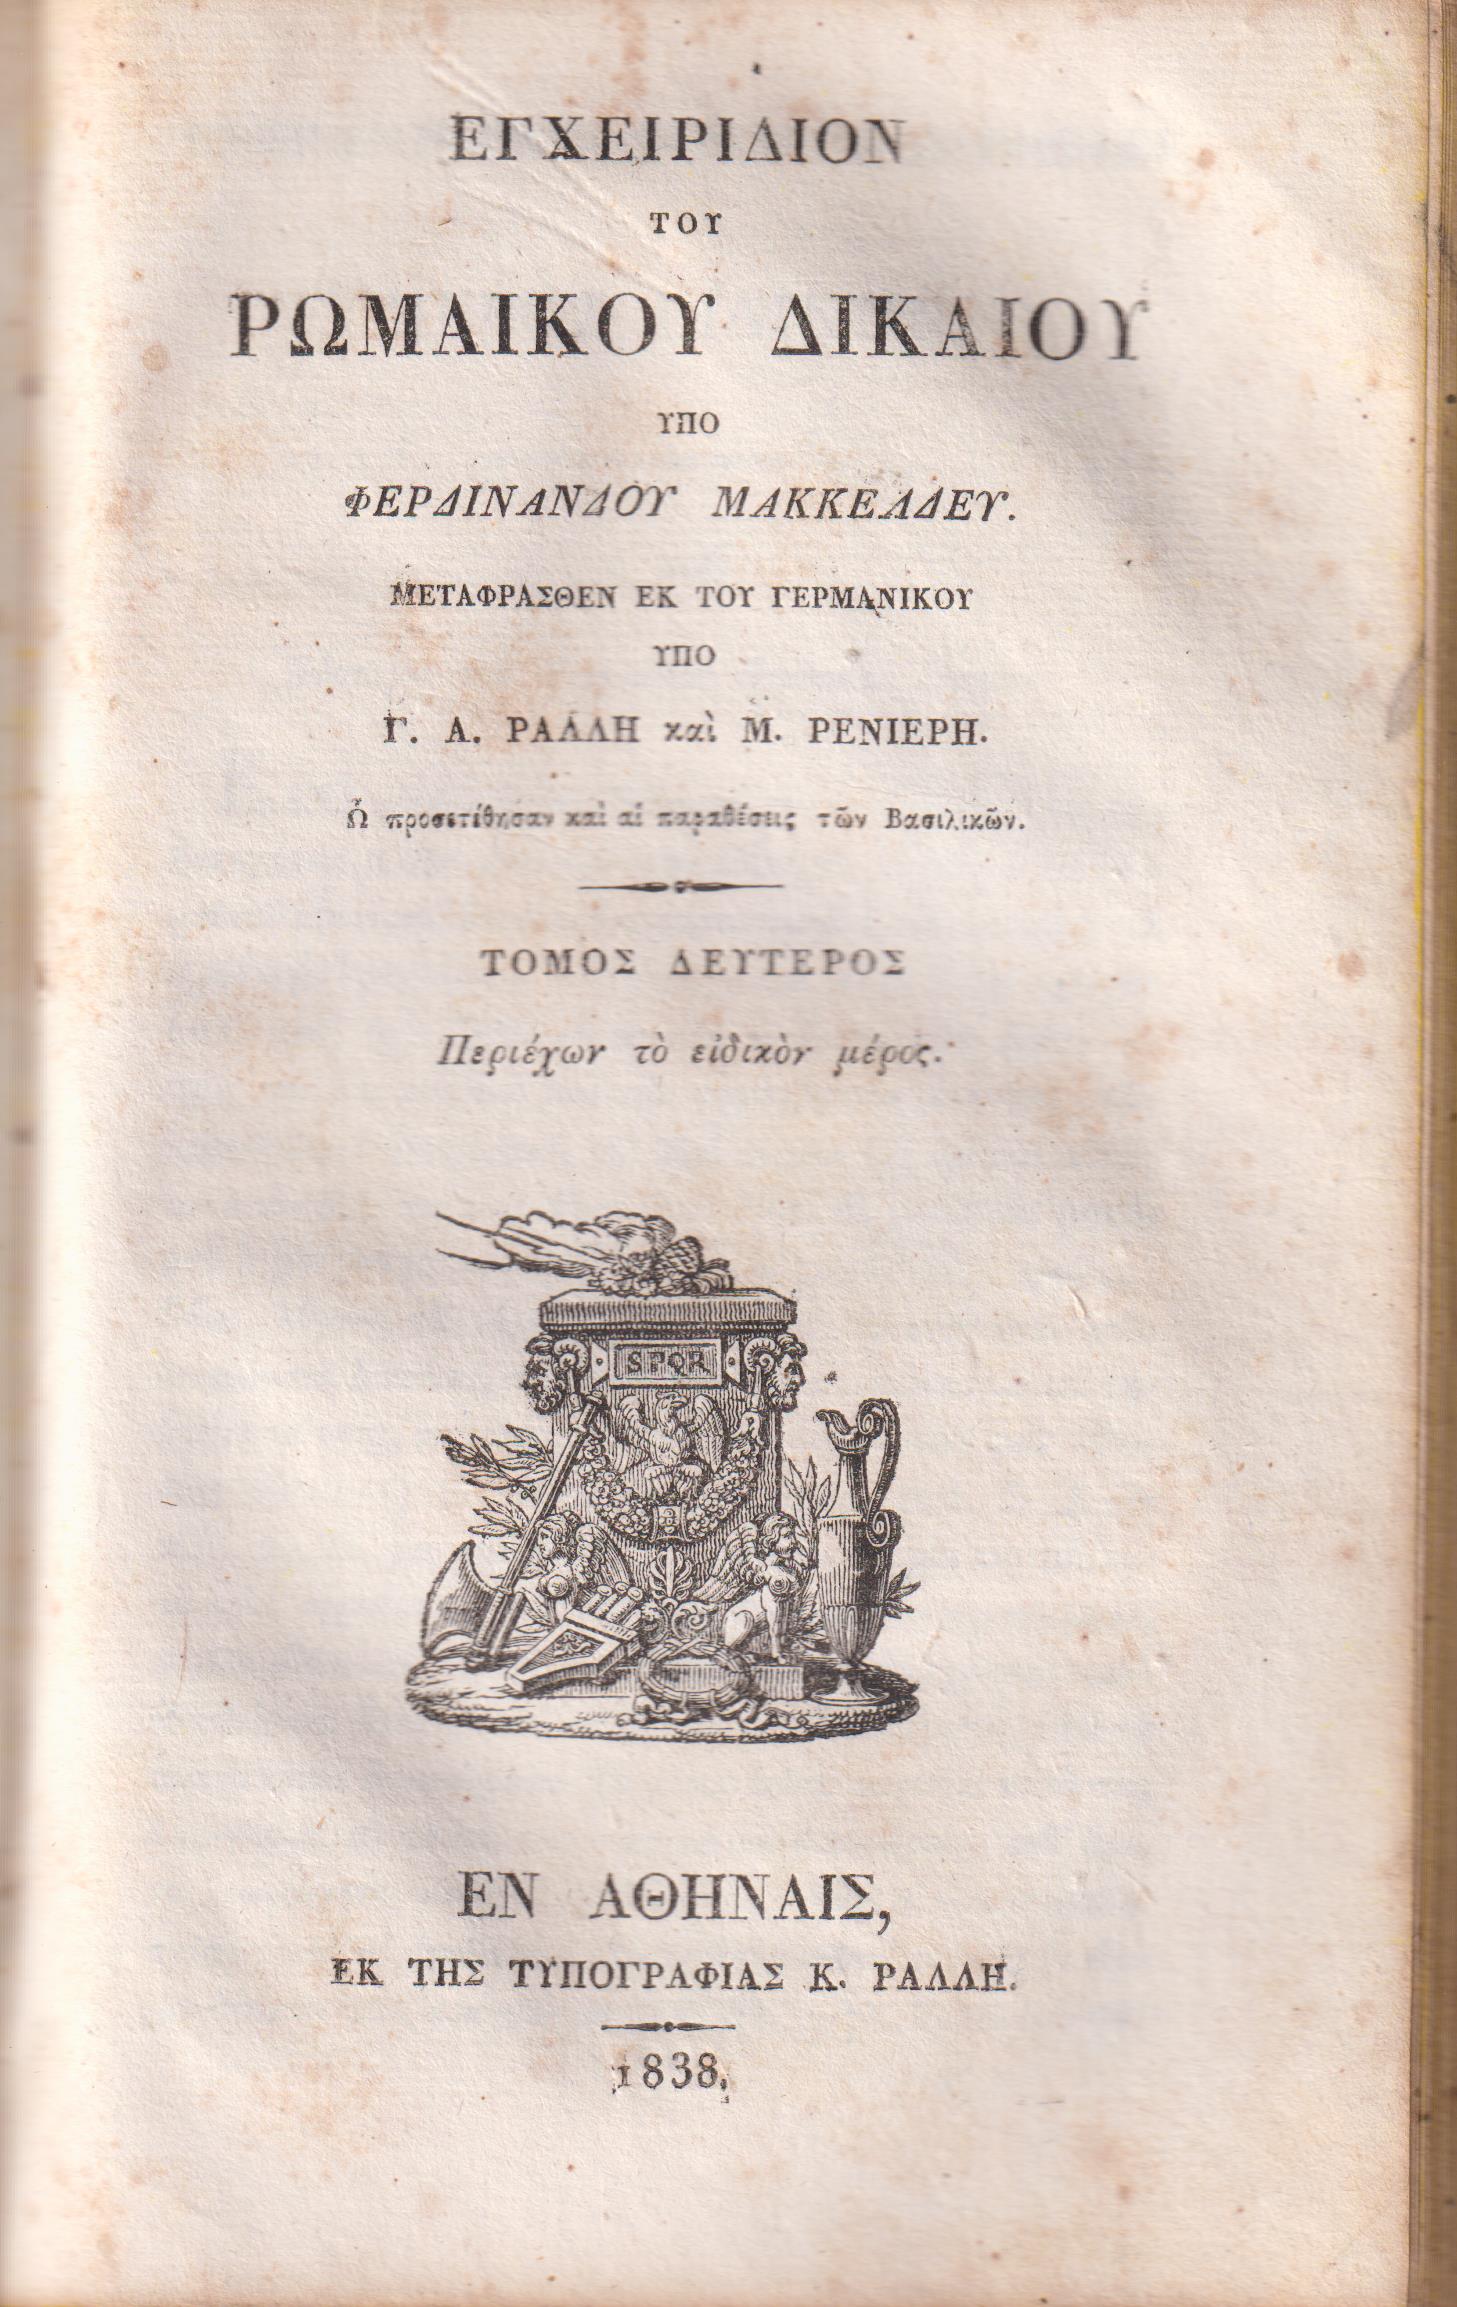 ΕΓΧΕΙΡΙΔΙΟΝ
ΤΟΥ
ΡΩΜΑΙΚΟΥ ΔΙΚΑΙΟΥ
ΥΠΟ
ΦΕΡΔΙΝΑΝΔΟΥ ΜΑΚΚΕΛΔΕΥ.
ΜΕΤΑΦΡΑΣΘΕΝ ΕΚ ΤΟΥ ΓΕΡΜΑΝΙΚΟΥ
ΥΠΟ
Γ. Α. ΡΑΛΛΗ καὶ Μ. ΡΕΝΙΕΡΗ.
Ὧ προσετέθησαν καὶ αἱ παραθέσεις τῶν Βασιλικῶν.
ΤΟΜΟΣ ΔΕΥΤΕΡΟΣ
Περιέχων τὸ εἰδικὸν μέρος.
SPQR
ΕΝ ΑΘΗΝΑΙΣ,
ΕΚ ΤΗΣ ΤΥΠΟΓΡΑΦΙΑΣ Κ. ΡΑΛΛΗ.
1838.